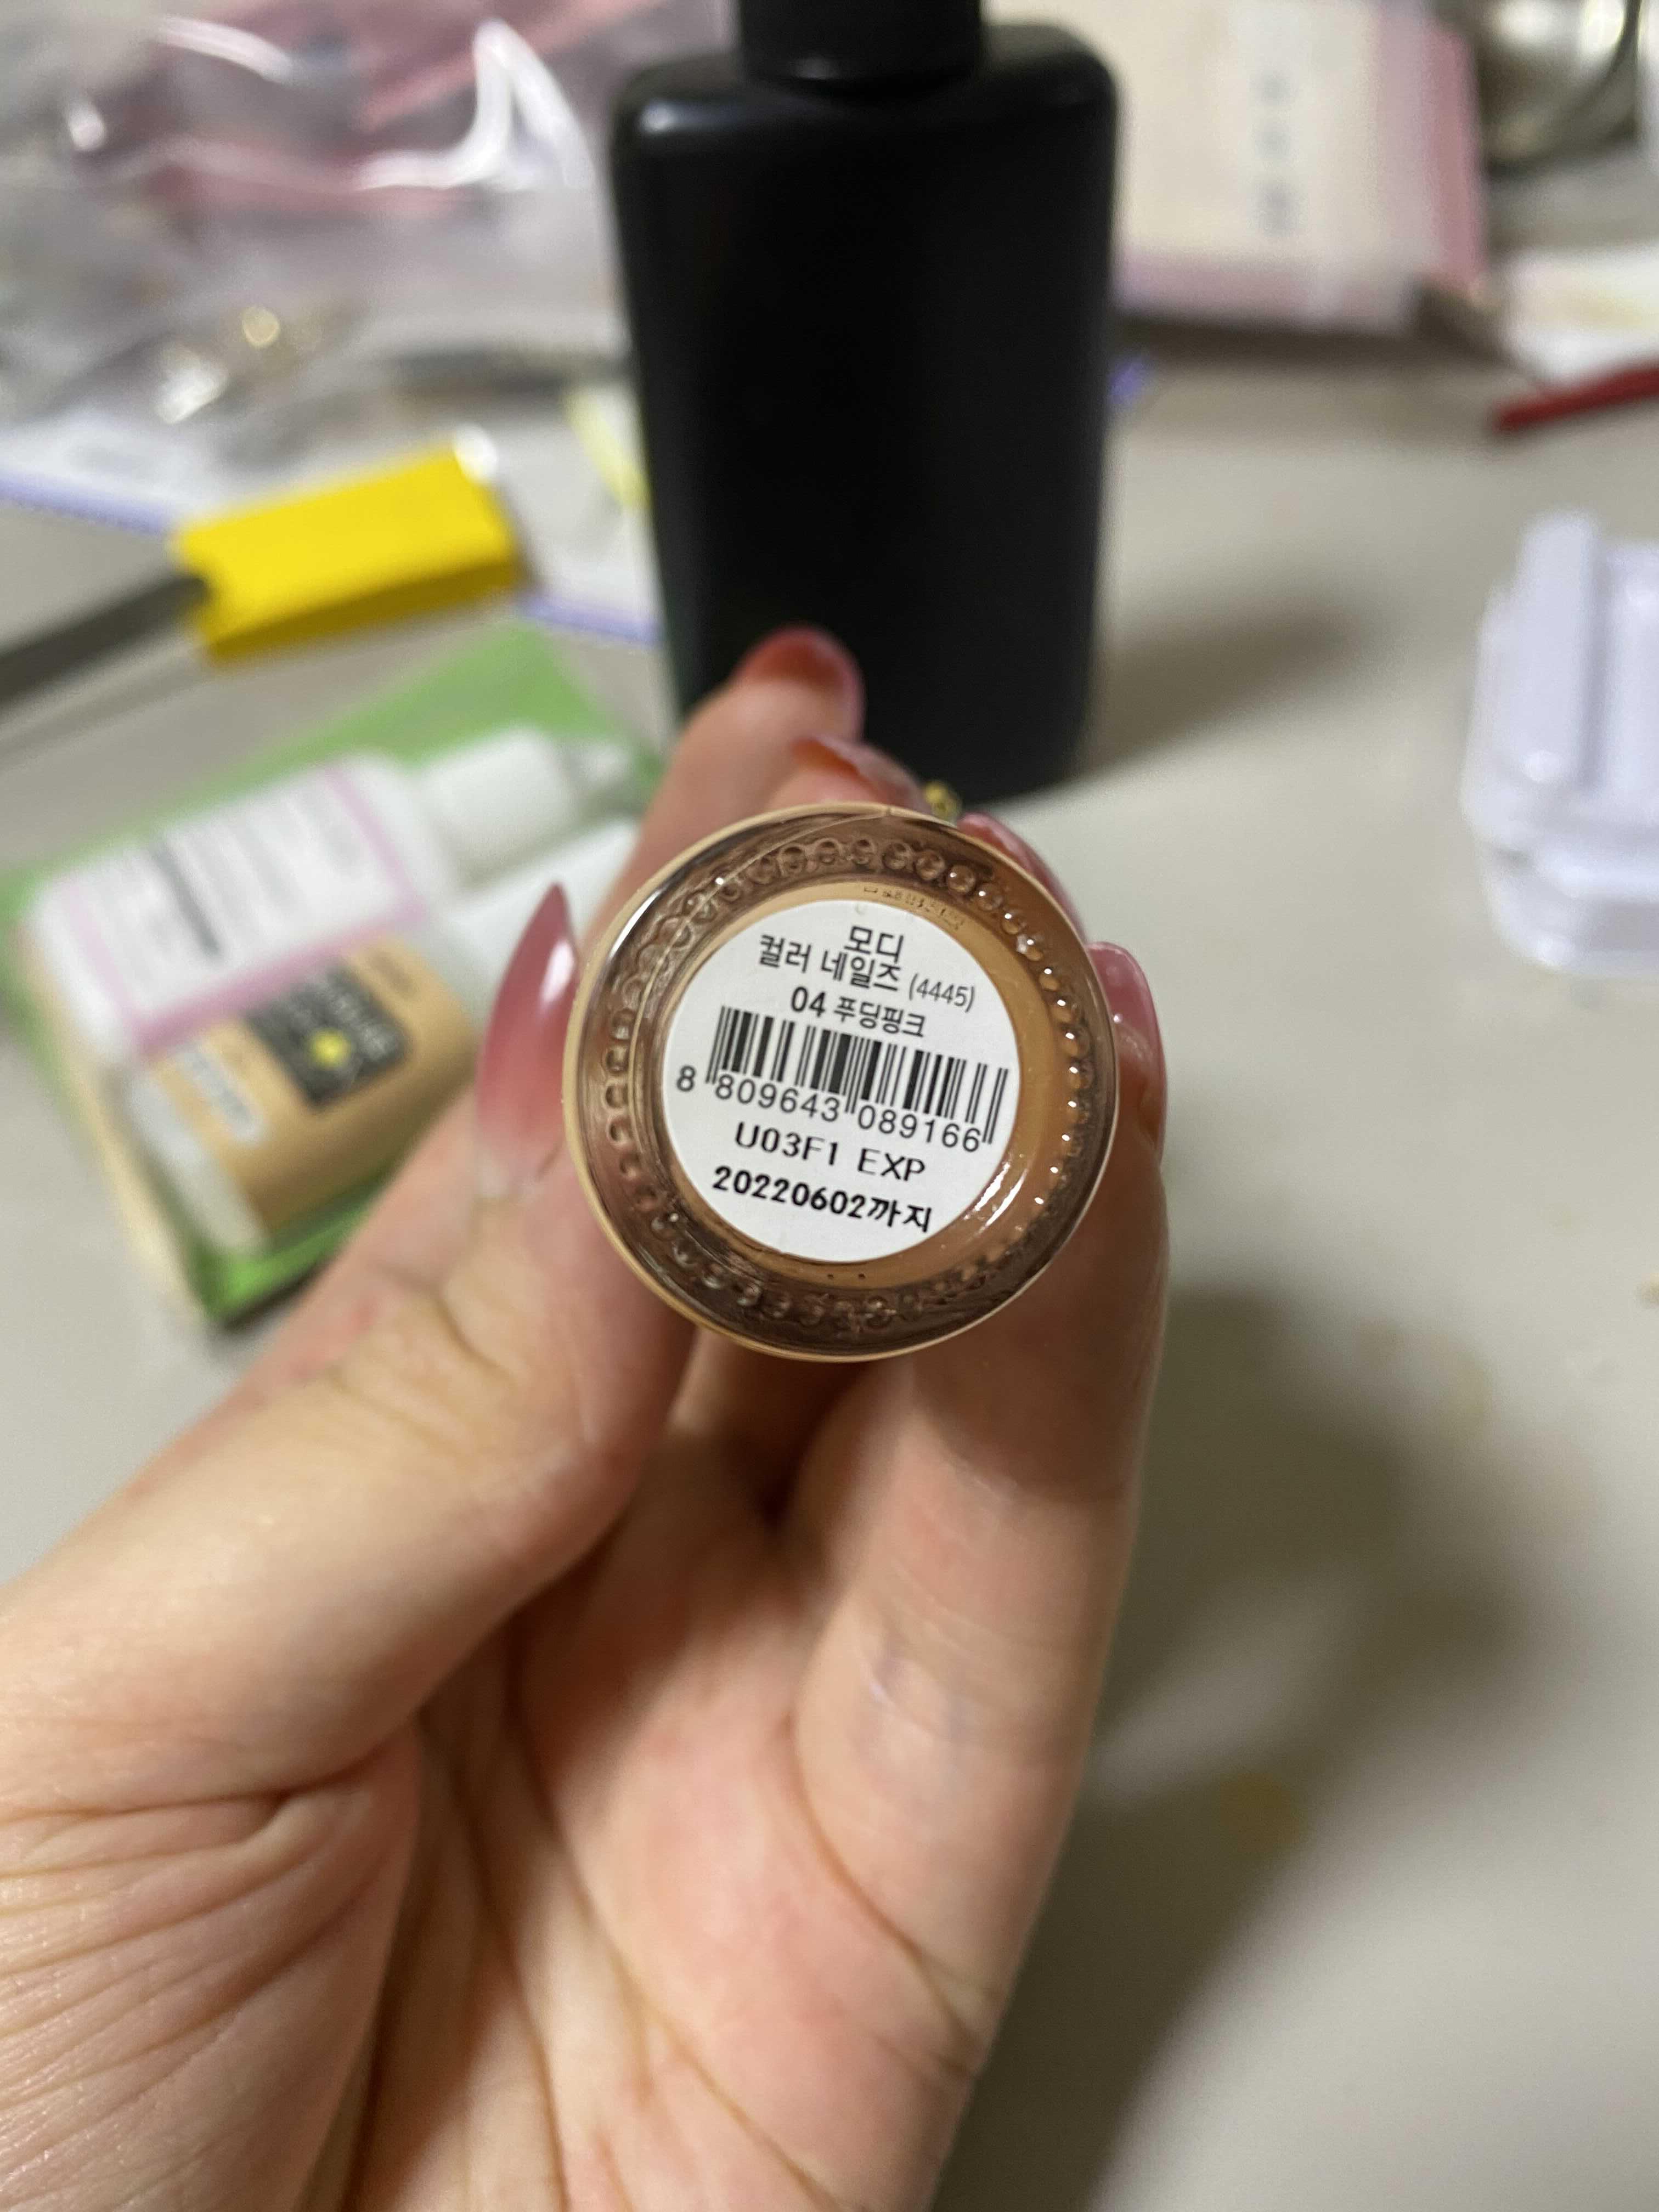 모디
컬러 네일즈 (4445)
04 푸딩핑크
8 809643 089166
U03F1 EXP
20220602까지